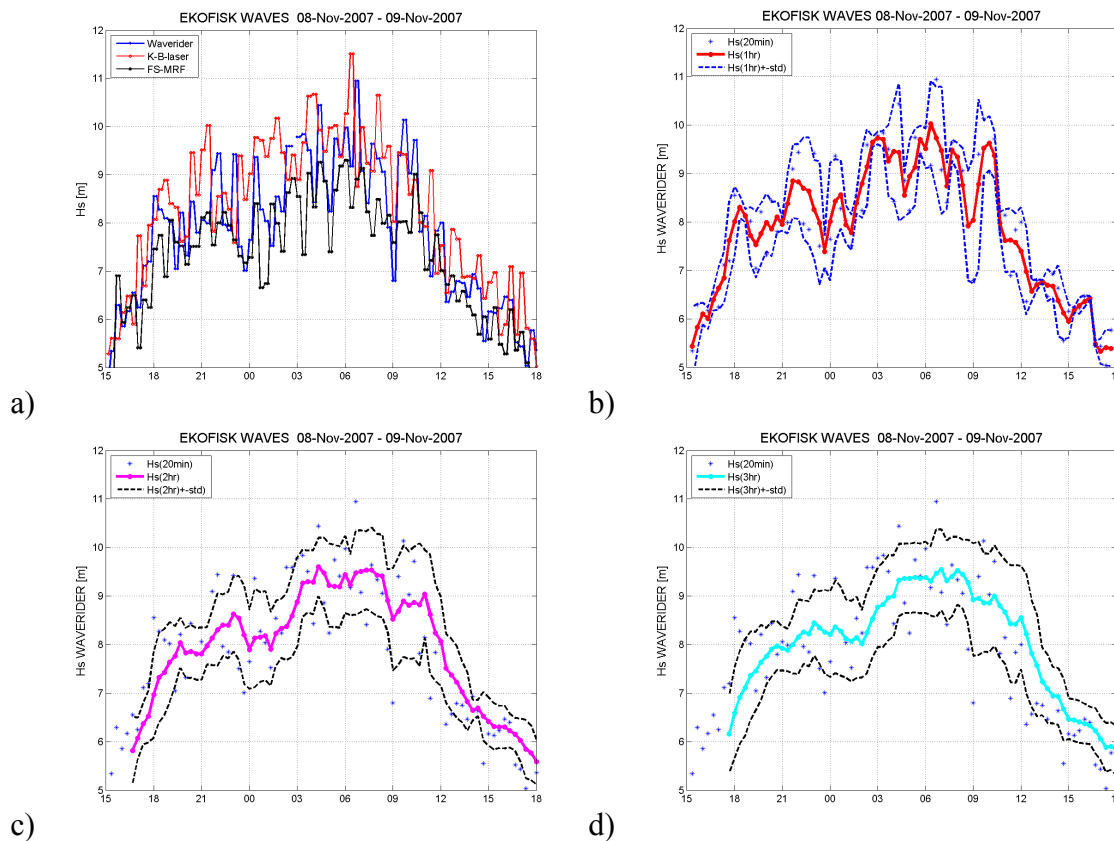 EKOFISK WAVES 08-Nov-2007 - 09-Nov-2007
Waverider
K-B-laser
FS-MRF
Hs [m]
12
11
10
9
8
7
6
5
15 18 21 00 03 06 09 12 15 18
a)
EKOFISK WAVES 08-Nov-2007 - 09-Nov-2007
Hs(20min)
Hs(1hr)
Hs(1hr)+-std)
Hs WAVERIDER [m]
12
11
10
9
8
7
6
5
15 18 21 00 03 06 09 12 15 18
b)
EKOFISK WAVES 08-Nov-2007 - 09-Nov-2007
Hs(20min)
Hs(2hr)
Hs(2hr)+-std)
Hs WAVERIDER [m]
12
11
10
9
8
7
6
5
15 18 21 00 03 06 09 12 15 18
c)
EKOFISK WAVES 08-Nov-2007 - 09-Nov-2007
Hs(20min)
Hs(3hr)
Hs(3hr)+-std)
Hs WAVERIDER [m]
12
11
10
9
8
7
6
5
15 18 21 00 03 06 09 12 15 18
d)